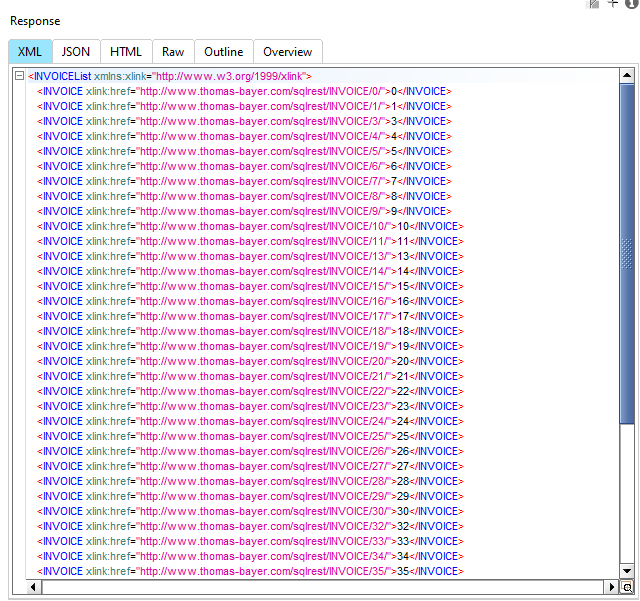 Response
XML JSON HTML Raw Outline Overview
<INVOICEList xmlns:xlink="http://www.w3.org/1999/xlink">
<INVOICE xlink:href="http://www.thomas-bayer.com/sqlrest/INVOICE/0/">0</INVOICE>
<INVOICE xlink:href="http://www.thomas-bayer.com/sqlrest/INVOICE/1/">1</INVOICE>
<INVOICE xlink:href="http://www.thomas-bayer.com/sqlrest/INVOICE/3/">3</INVOICE>
<INVOICE xlink:href="http://www.thomas-bayer.com/sqlrest/INVOICE/4/">4</INVOICE>
<INVOICE xlink:href="http://www.thomas-bayer.com/sqlrest/INVOICE/5/">5</INVOICE>
<INVOICE xlink:href="http://www.thomas-bayer.com/sqlrest/INVOICE/6/">6</INVOICE>
<INVOICE xlink:href="http://www.thomas-bayer.com/sqlrest/INVOICE/7/">7</INVOICE>
<INVOICE xlink:href="http://www.thomas-bayer.com/sqlrest/INVOICE/8/">8</INVOICE>
<INVOICE xlink:href="http://www.thomas-bayer.com/sqlrest/INVOICE/9/">9</INVOICE>
<INVOICE xlink:href="http://www.thomas-bayer.com/sqlrest/INVOICE/10/">10</INVOICE>
<INVOICE xlink:href="http://www.thomas-bayer.com/sqlrest/INVOICE/11/">11</INVOICE>
<INVOICE xlink:href="http://www.thomas-bayer.com/sqlrest/INVOICE/13/">13</INVOICE>
<INVOICE xlink:href="http://www.thomas-bayer.com/sqlrest/INVOICE/14/">14</INVOICE>
<INVOICE xlink:href="http://www.thomas-bayer.com/sqlrest/INVOICE/15/">15</INVOICE>
<INVOICE xlink:href="http://www.thomas-bayer.com/sqlrest/INVOICE/16/">16</INVOICE>
<INVOICE xlink:href="http://www.thomas-bayer.com/sqlrest/INVOICE/17/">17</INVOICE>
<INVOICE xlink:href="http://www.thomas-bayer.com/sqlrest/INVOICE/18/">18</INVOICE>
<INVOICE xlink:href="http://www.thomas-bayer.com/sqlrest/INVOICE/19/">19</INVOICE>
<INVOICE xlink:href="http://www.thomas-bayer.com/sqlrest/INVOICE/20/">20</INVOICE>
<INVOICE xlink:href="http://www.thomas-bayer.com/sqlrest/INVOICE/21/">21</INVOICE>
<INVOICE xlink:href="http://www.thomas-bayer.com/sqlrest/INVOICE/22/">22</INVOICE>
<INVOICE xlink:href="http://www.thomas-bayer.com/sqlrest/INVOICE/23/">23</INVOICE>
<INVOICE xlink:href="http://www.thomas-bayer.com/sqlrest/INVOICE/24/">24</INVOICE>
<INVOICE xlink:href="http://www.thomas-bayer.com/sqlrest/INVOICE/25/">25</INVOICE>
<INVOICE xlink:href="http://www.thomas-bayer.com/sqlrest/INVOICE/26/">26</INVOICE>
<INVOICE xlink:href="http://www.thomas-bayer.com/sqlrest/INVOICE/27/">27</INVOICE>
<INVOICE xlink:href="http://www.thomas-bayer.com/sqlrest/INVOICE/28/">28</INVOICE>
<INVOICE xlink:href="http://www.thomas-bayer.com/sqlrest/INVOICE/29/">29</INVOICE>
<INVOICE xlink:href="http://www.thomas-bayer.com/sqlrest/INVOICE/30/">30</INVOICE>
<INVOICE xlink:href="http://www.thomas-bayer.com/sqlrest/INVOICE/32/">32</INVOICE>
<INVOICE xlink:href="http://www.thomas-bayer.com/sqlrest/INVOICE/33/">33</INVOICE>
<INVOICE xlink:href="http://www.thomas-bayer.com/sqlrest/INVOICE/34/">34</INVOICE>
<INVOICE xlink:href="http://www.thomas-bayer.com/sqlrest/INVOICE/35/">35</INVOICE>